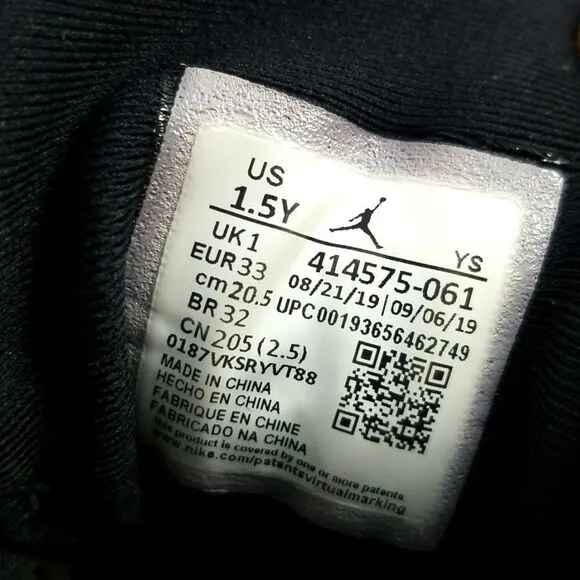 US
1.5Y
YS
UK 1
414575-061
EUR 33
08/21/19|09/06/19
cm 20.5
UPC00193656462749
BR 32
CN 205 (2.5)
0187VKSRYVT88
MADE IN CHINA
HECHO EN CHINA
FABRIQUE EN CHINE
FABRICADO NA CHINA
this product is covered by one or more patents
www.nike.com/patentsvirtualmarking